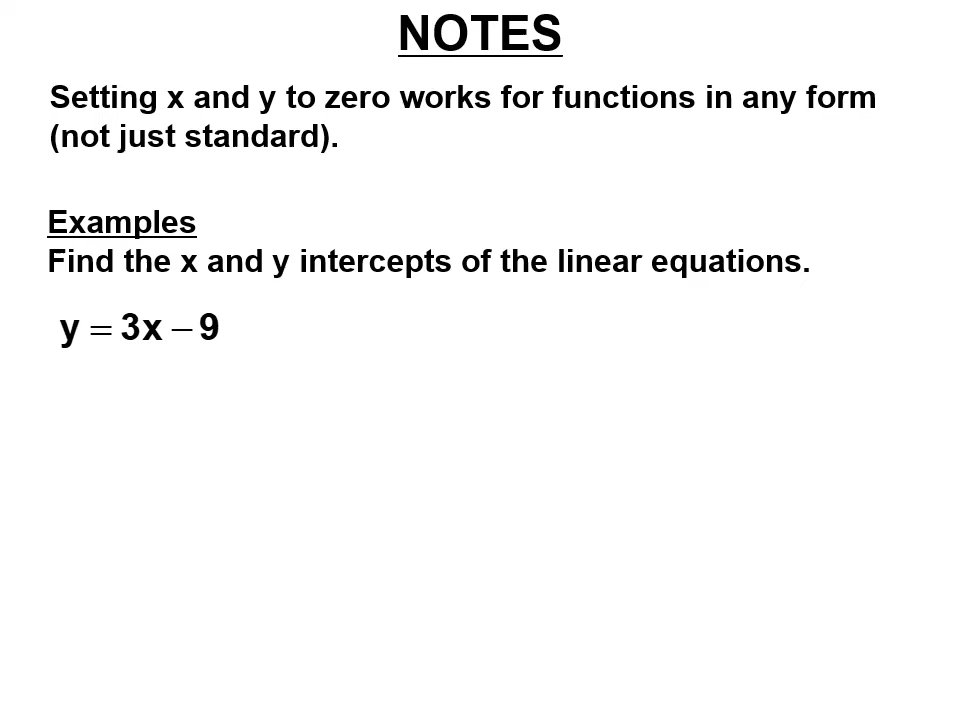 NOTES
Setting x and y to zero works for functions in any form
(not just standard).
Examples
Find the x and y intercepts of the linear equations.
y = 3x − 9